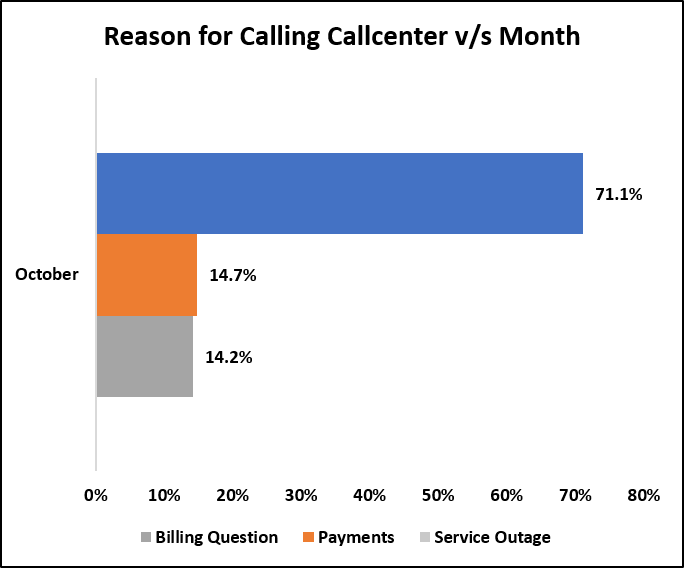 Reason for Calling Callcenter v/s Month
71.1%
October
14.7%
14.2%
0% 10% 20% 30% 40% 50% 60% 70% 80%
Billing Question Payments Service Outage